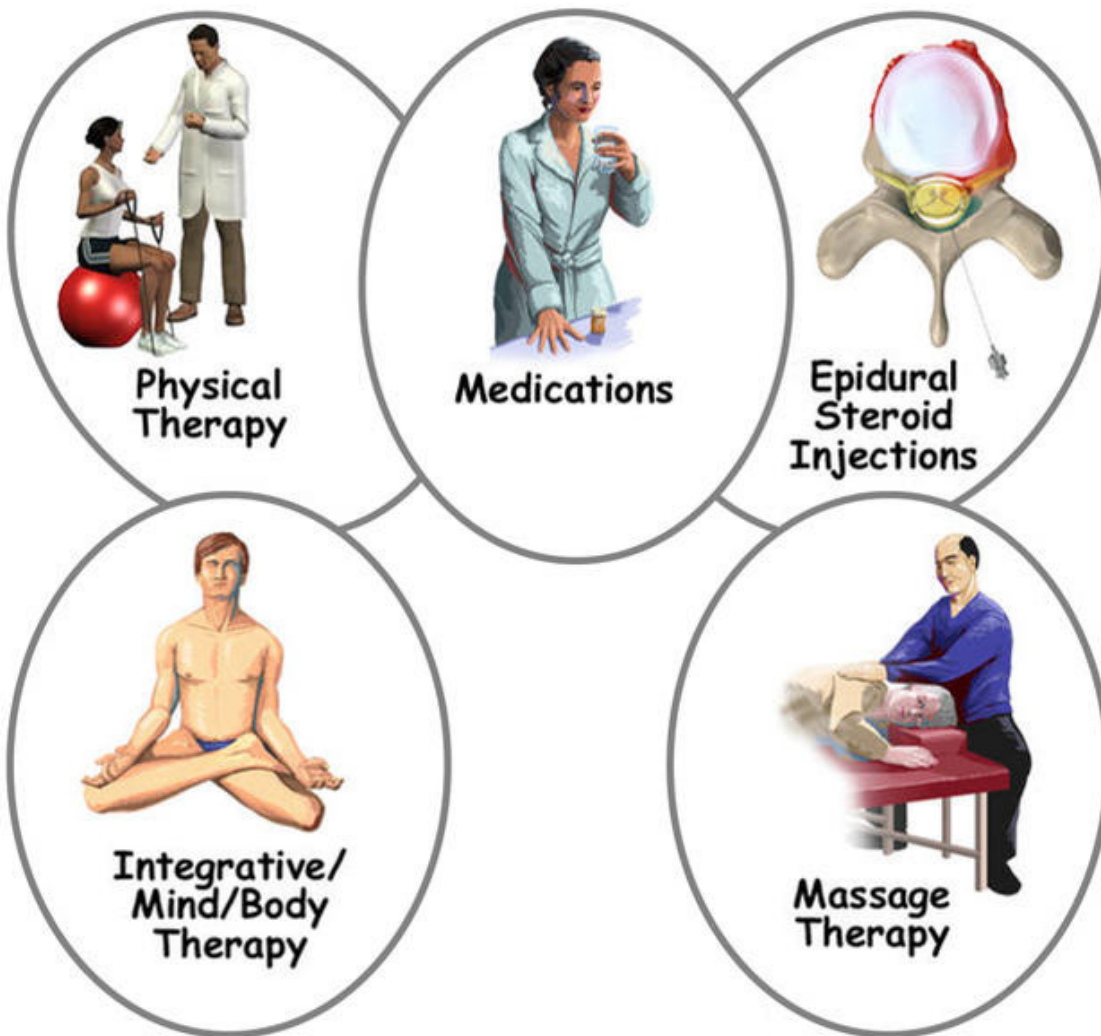 Physical
Therapy
Medications
Epidural
Steroid
Injections
Integrative/
Mind/Body
Therapy
Massage
Therapy